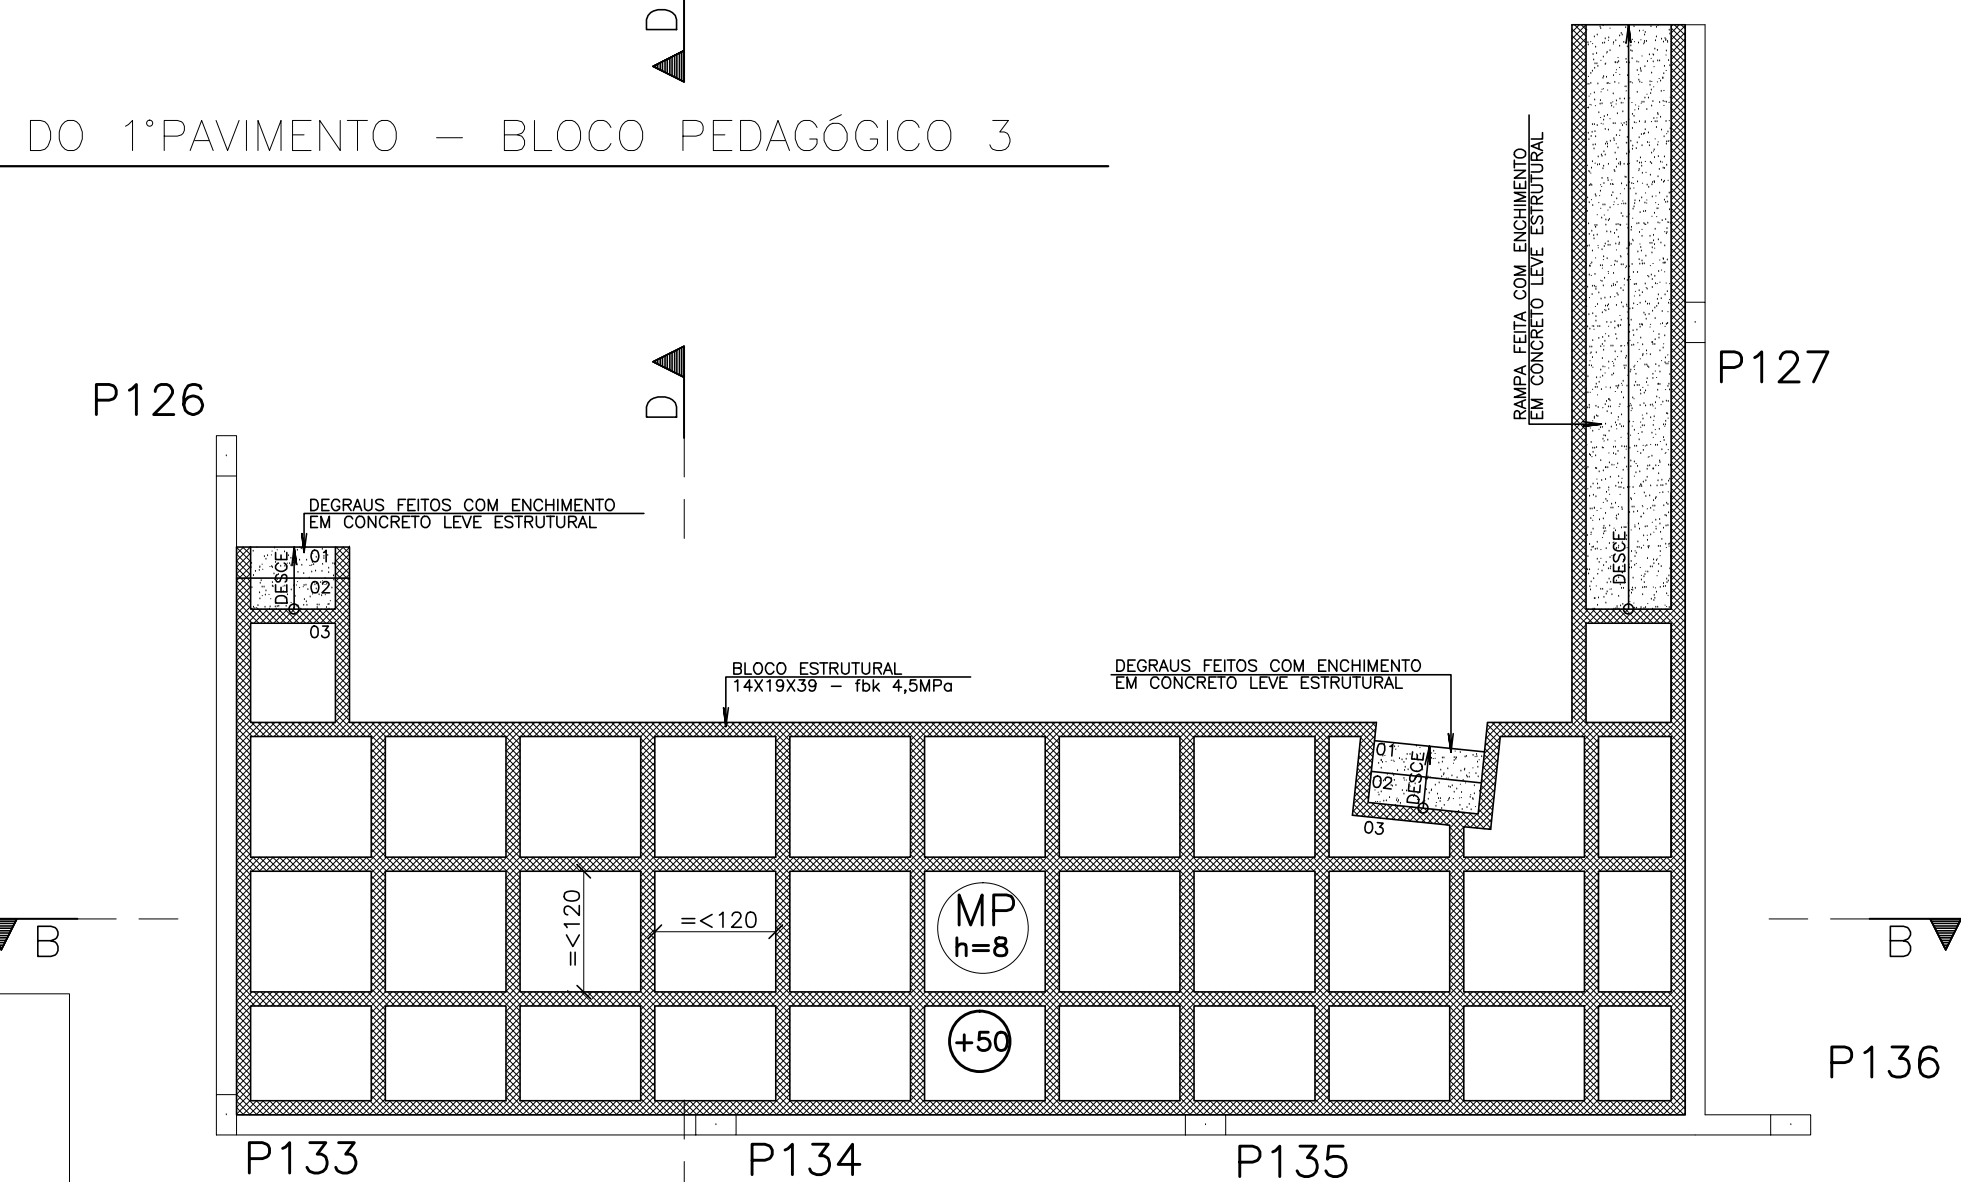 D
DO 1°PAVIMENTO – BLOCO PEDAGÓGICO 3
RAMPA FEITA COM ENCHIMENTO
EM CONCRETO LEVE ESTRUTURAL
P127
P126
D
DEGRAUS FEITOS COM ENCHIMENTO
EM CONCRETO LEVE ESTRUTURAL
DESCE
01
02
03
DESCE
BLOCO ESTRUTURAL
14X19X39 – fbk 4,5MPa
DEGRAUS FEITOS COM ENCHIMENTO
EM CONCRETO LEVE ESTRUTURAL
01
02
DESCE
03
=<120
=<120
MP
h=8
B
B
+50
P136
P133
P134
P135